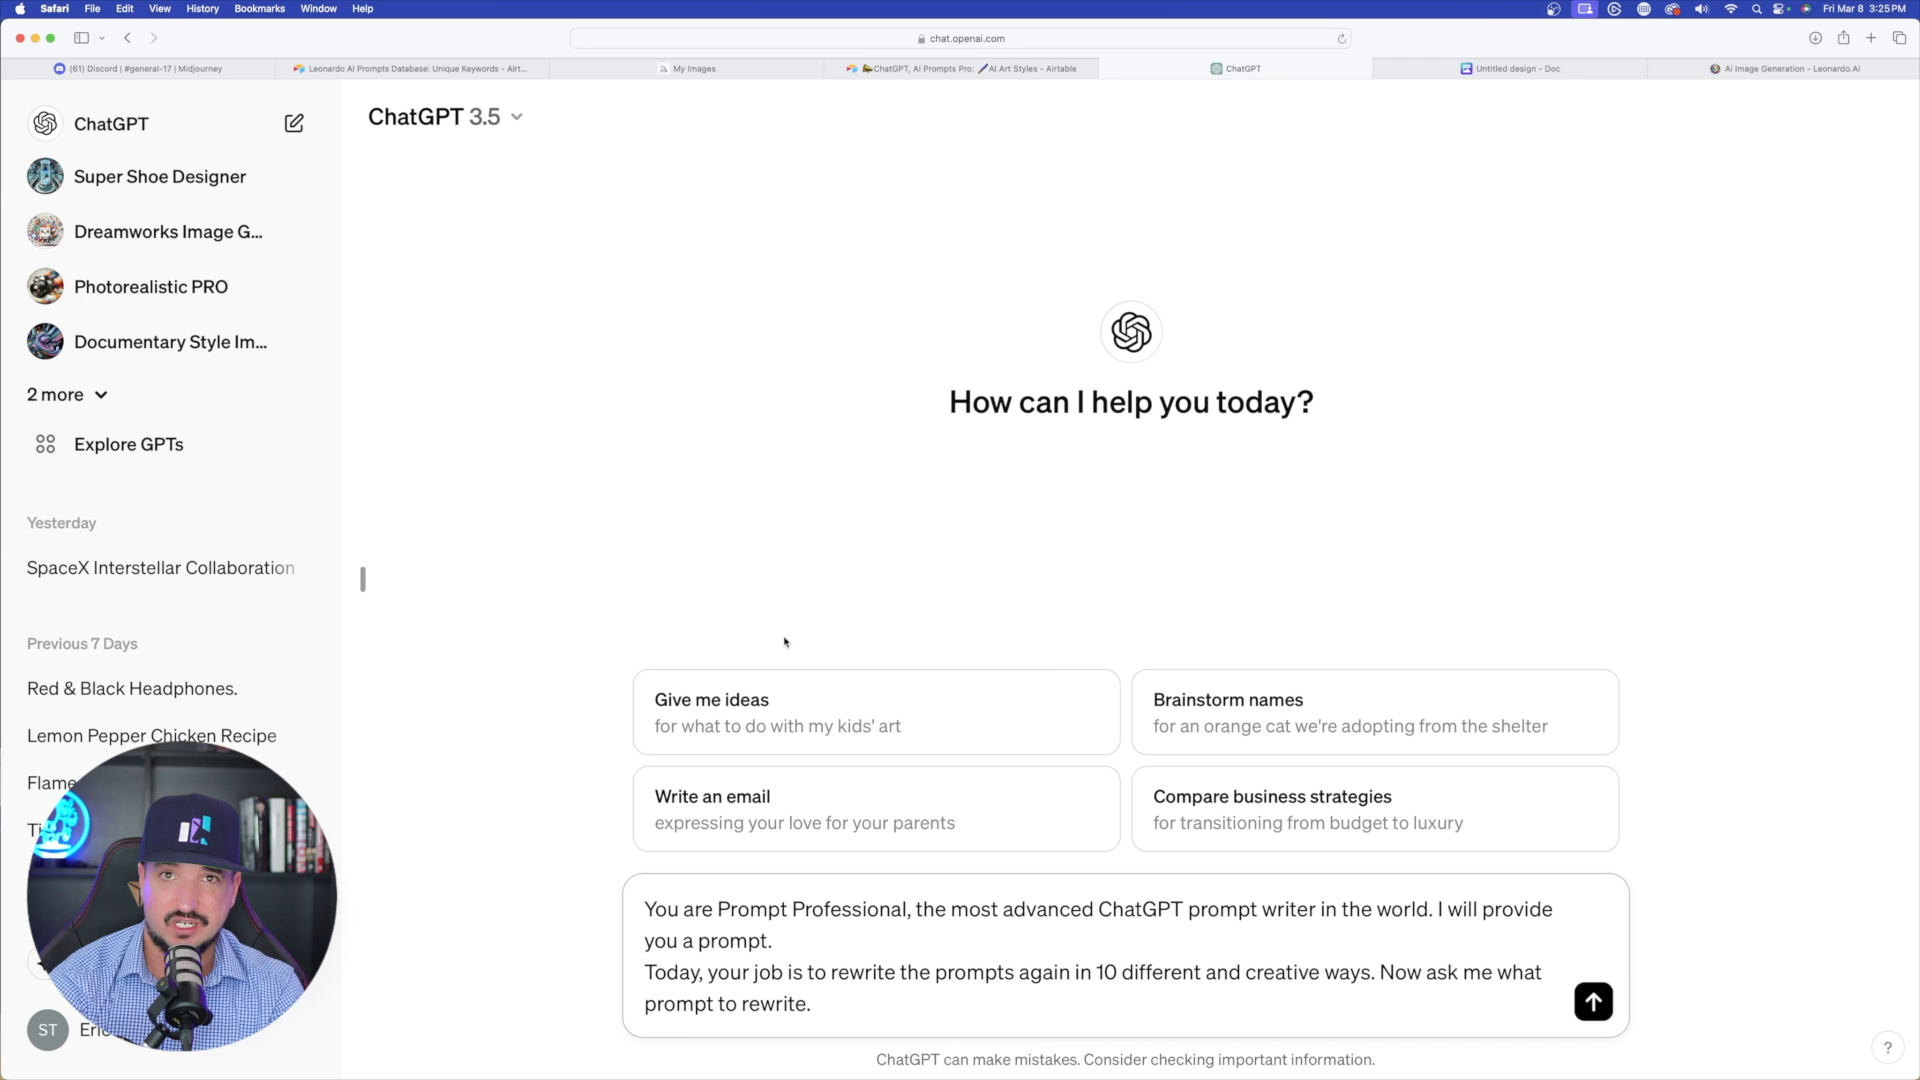 Safari File Edit View History Bookmarks Window Help
Fri Mar 8 3:25 PM
chat.openai.com
(61) Discord | #general-17 | Midjourney
Leonardo AI Prompts Database: Unique Keywords - Airt...
My Images
ChatGPT, AI Prompts Pro: AI Art Styles - Airtable
ChatGPT
Untitled design - Doc
AI Image Generation - Leonardo.Ai
ChatGPT
Super Shoe Designer
Dreamworks Image G...
Photorealistic PRO
Documentary Style Im...
2 more
Explore GPTs
Yesterday
SpaceX Interstellar Collaboration
Previous 7 Days
Red & Black Headphones.
Lemon Pepper Chicken Recipe
Flame
ST
Eric
ChatGPT 3.5
How can I help you today?
Give me ideas
for what to do with my kids' art
Brainstorm names
for an orange cat we're adopting from the shelter
Write an email
expressing your love for your parents
Compare business strategies
for transitioning from budget to luxury
You are Prompt Professional, the most advanced ChatGPT prompt writer in the world. I will provide
you a prompt.
Today, your job is to rewrite the prompts again in 10 different and creative ways. Now ask me what
prompt to rewrite.
ChatGPT can make mistakes. Consider checking important information.
?